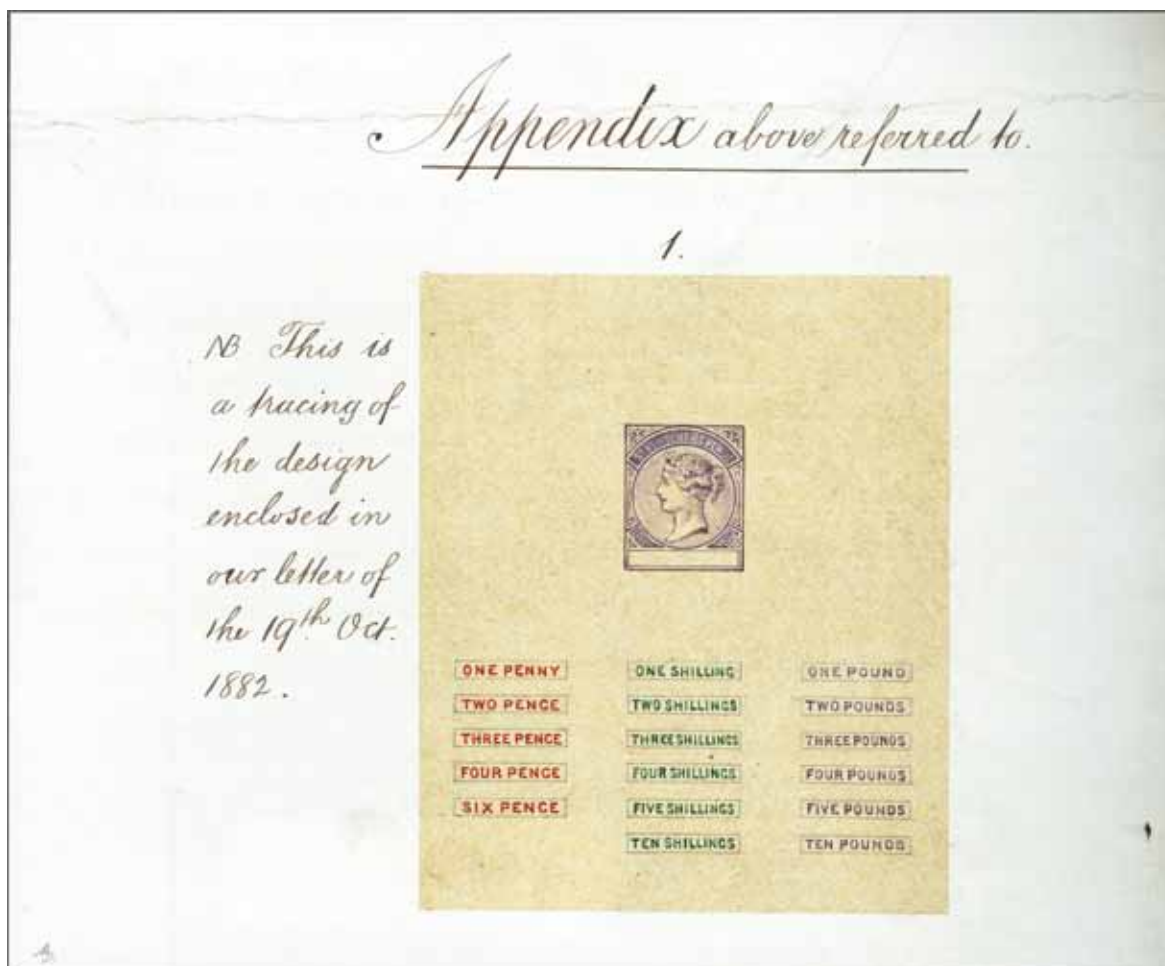 Appendix above referred to.
1.
NB This is
a tracing of
the design
enclosed in
our letter of
the 19th Oct.
1882.
ONE PENNY ONE SHILLING ONE POUND
TWO PENCE TWO SHILLINGS TWO POUNDS
THREE PENCE THREE SHILLINGS THREE POUNDS
FOUR PENCE FOUR SHILLINGS FOUR POUNDS
SIX PENCE FIVE SHILLINGS FIVE POUNDS
TEN SHILLINGS TEN POUNDS